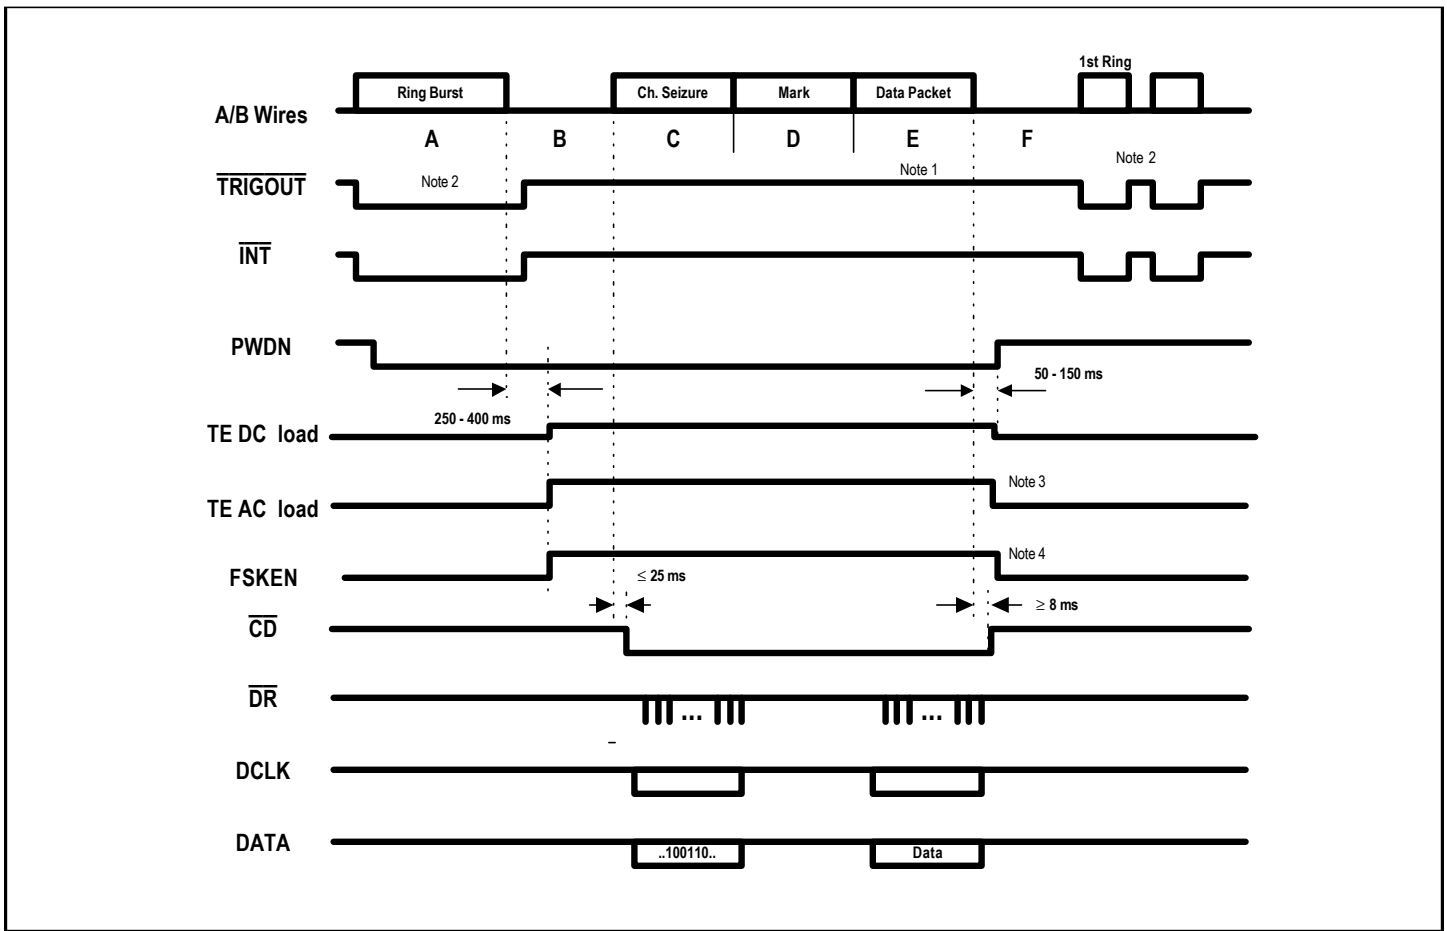 1st Ring
A/B Wires Ring Burst Ch. Seizure Mark Data Packet
A B C D E F
TRIGOUT Note 2 Note 1 Note 2
INT
PWDN
50 - 150 ms
250 - 400 ms
TE DC load
TE AC load Note 3
FSKEN Note 4
≤ 25 ms
≥ 8 ms
CD
DR ... ...
DCLK
DATA ..100110.. Data